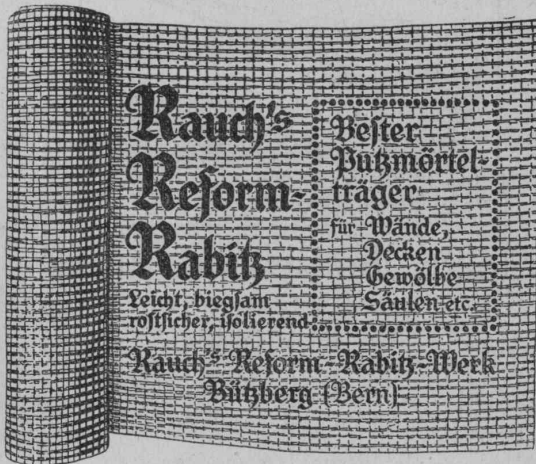 Rauch's
Reform-
Rabitz
Leicht, biegsam
rostsicher, isolierend
Bester
Putzmörtel-
träger
für Wände,
Decken
Gewölbe
Säulen etc.
Rauch's Reform-Rabitz-Werk
Bützberg (Bern)